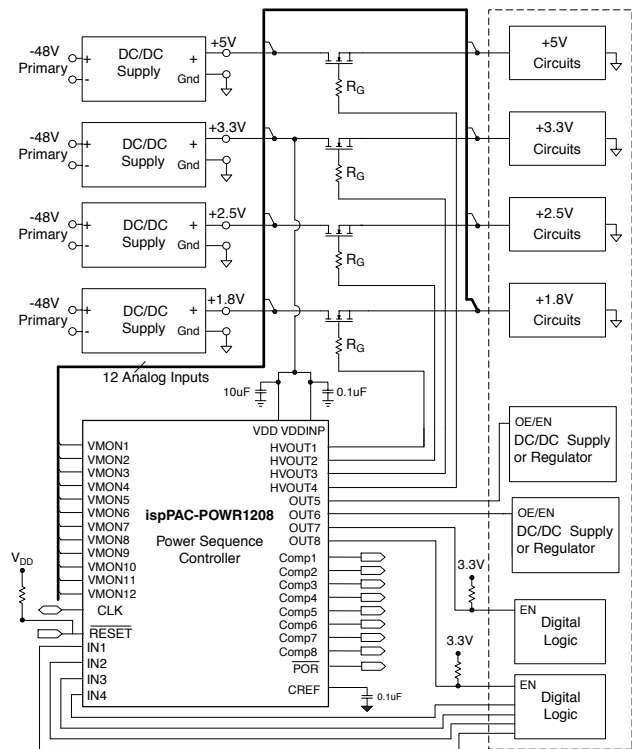 -48V
Primary
+
-
DC/DC
Supply
+
Gnd
+5V
RG
+5V
Circuits
-48V
Primary
+
-
DC/DC
Supply
+
Gnd
+3.3V
RG
+3.3V
Circuits
-48V
Primary
+
-
DC/DC
Supply
+
Gnd
+2.5V
RG
+2.5V
Circuits
-48V
Primary
+
-
DC/DC
Supply
+
Gnd
+1.8V
RG
+1.8V
Circuits
12 Analog Inputs
10uF
0.1uF
VDD VDDINP
VMON1
VMON2
VMON3
VMON4
VMON5
VMON6
VMON7
VMON8
VMON9
VMON10
VMON11
VMON12
CLK
RESET
IN1
IN2
IN3
IN4
VDD
ispPAC-POWR1208
Power Sequence
Controller
HVOUT1
HVOUT2
HVOUT3
HVOUT4
OUT5
OUT6
OUT7
OUT8
Comp1
Comp2
Comp3
Comp4
Comp5
Comp6
Comp7
Comp8
POR
CREF
0.1uF
OE/EN
DC/DC Supply
or Regulator
OE/EN
DC/DC Supply
or Regulator
3.3V
EN
Digital
Logic
3.3V
EN
Digital
Logic